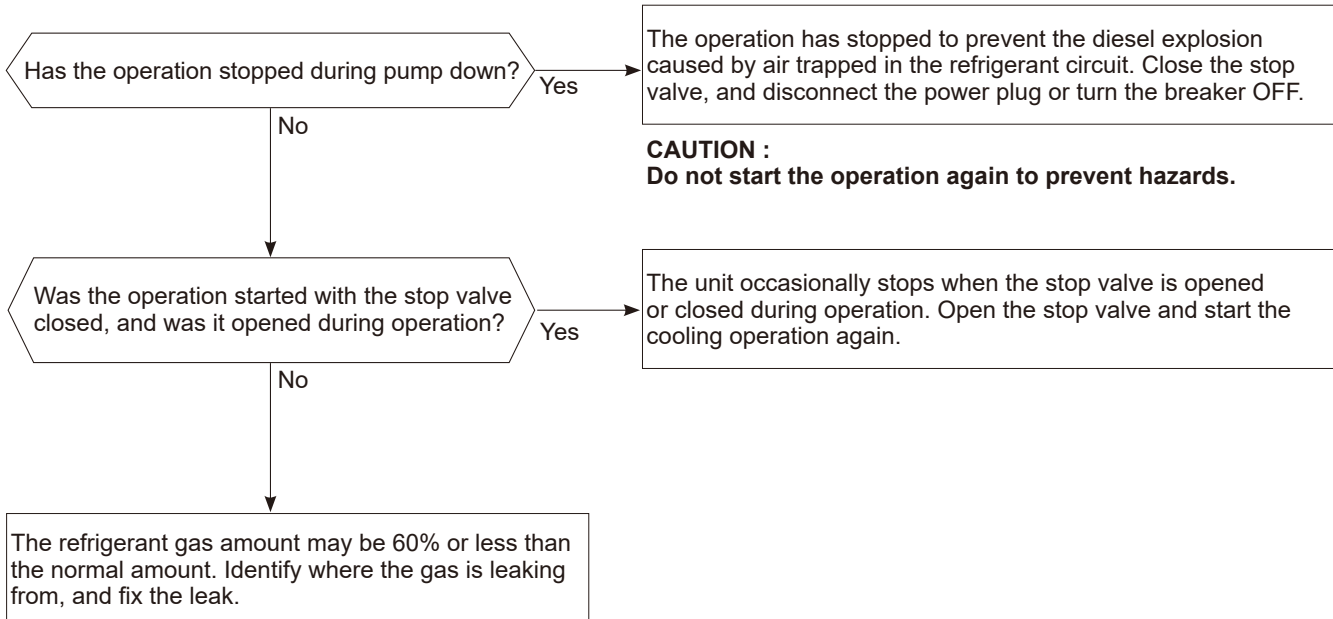 Has the operation stopped during pump down?
Yes
The operation has stopped to prevent the diesel explosion
caused by air trapped in the refrigerant circuit. Close the stop
valve, and disconnect the power plug or turn the breaker OFF.
No
CAUTION :
Do not start the operation again to prevent hazards.
Was the operation started with the stop valve
closed, and was it opened during operation?
Yes
The unit occasionally stops when the stop valve is opened
or closed during operation. Open the stop valve and start the
cooling operation again.
No
The refrigerant gas amount may be 60% or less than
the normal amount. Identify where the gas is leaking
from, and fix the leak.